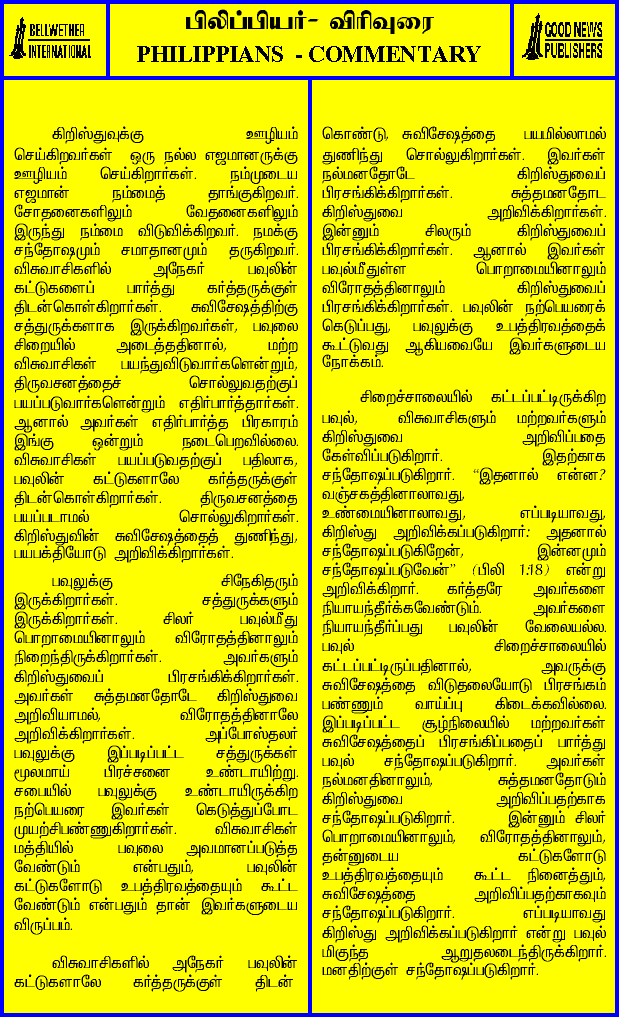 BELLWETHER
INTERNATIONAL
பிலிப்பியர்- விரிவுரை
PHILIPPIANS - COMMENTARY
GOOD NEWS
PUBLISHERS
கிறிஸ்துவுக்கு ஊழியம்
செய்கிறவர்கள் ஒரு நல்ல எஜமானருக்கு
ஊழியம் செய்கிறார்கள். நம்முடைய
எஜமான் நம்மைத் தாங்குகிறவர்.
சோதனைகளிலும் வேதனைகளிலும்
இருந்து நம்மை விடுவிக்கிறவர். நமக்கு
சந்தோஷமும் சமாதானமும் தருகிறவர்.
விசுவாசிகளில் அநேகர் பவுலின்
கட்டுகளைப் பார்த்து கர்த்தருக்குள்
திடன்கொள்கிறார்கள். சுவிசேஷத்திற்கு
சத்துருக்களாக இருக்கிறவர்கள், பவுலை
சிறையில் அடைத்ததினால், மற்ற
விசுவாசிகள் பயந்துவிடுவார்களென்றும்,
திருவசனத்தைச் சொல்லுவதற்குப்
பயப்படுவார்களென்றும் எதிர்பார்த்தார்கள்.
ஆனால் அவர்கள் எதிர்பார்த்த பிரகாரம்
இங்கு ஒன்றும் நடைபெறவில்லை.
விசுவாசிகள் பயப்படுவதற்குப் பதிலாக,
பவுலின் கட்டுகளாலே கர்த்தருக்குள்
திடன்கொள்கிறார்கள். திருவசனத்தை
பயப்படாமல் சொல்லுகிறார்கள்.
கிறிஸ்துவின் சுவிசேஷத்தைத் துணிந்து,
பயபக்தியோடு அறிவிக்கிறார்கள்.
பவுலுக்கு சிநேகிதரும்
இருக்கிறார்கள். சத்துருக்களும்
இருக்கிறார்கள். சிலர் பவுல்மீது
பொறாமையினாலும் விரோதத்தினாலும்
நிறைந்திருக்கிறார்கள். அவர்களும்
கிறிஸ்துவைப் பிரசங்கிக்கிறார்கள்.
அவர்கள் சுத்தமனதோடே கிறிஸ்துவை
அறிவியாமல், விரோதத்தினாலே
அறிவிக்கிறார்கள். அப்போஸ்தலர்
பவுலுக்கு இப்படிப்பட்ட சத்துருக்கள்
மூலமாய் பிரச்சனை உண்டாயிற்று.
சபையில் பவுலுக்கு உண்டாயிருக்கிற
நற்பெயரை இவர்கள் கெடுத்துப்போட
முயற்சிபண்ணுகிறார்கள். விசுவாசிகள்
மத்தியில் பவுலை அவமானப்படுத்த
வேண்டும் என்பதும், பவுலின்
கட்டுகளோடு உபத்திரவத்தையும் கூட்ட
வேண்டும் என்பதும் தான் இவர்களுடைய
விருப்பம்.
விசுவாசிகளில் அநேகர் பவுலின்
கட்டுகளாலே கர்த்தருக்குள் திடன்
கொண்டு, சுவிசேஷத்தை பயமில்லாமல்
துணிந்து சொல்லுகிறார்கள். இவர்கள்
நல்மனதோடே கிறிஸ்துவைப்
பிரசங்கிக்கிறார்கள். சுத்தமனதோட
கிறிஸ்துவை அறிவிக்கிறார்கள்.
இன்னும் சிலரும் கிறிஸ்துவைப்
பிரசங்கிக்கிறார்கள். ஆனால் இவர்கள்
பவுல்மீதுள்ள பொறாமையினாலும்
விரோதத்தினாலும் கிறிஸ்துவைப்
பிரசங்கிக்கிறார்கள். பவுலின் நற்பெயரைக்
கெடுப்பது, பவுலுக்கு உபத்திரவத்தைக்
கூட்டுவது ஆகியவையே இவர்களுடைய
நோக்கம்.
சிறைச்சாலையில் கட்டப்பட்டிருக்கிற
பவுல், விசுவாசிகளும் மற்றவர்களும்
கிறிஸ்துவை அறிவிப்பதை
கேள்விப்படுகிறார். இதற்காக
சந்தோஷப்படுகிறார். “இதனால் என்ன?
வஞ்சகத்தினாலாவது,
உண்மையினாலாவது, எப்படியாவது,
கிறிஸ்து அறிவிக்கப்படுகிறார்; அதனால்
சந்தோஷப்படுகிறேன், இன்னமும்
சந்தோஷப்படுவேன்” (பிலி 1:18) என்று
அறிவிக்கிறார். கர்த்தரே அவர்களை
நியாயந்தீர்க்கவேண்டும். அவர்களை
நியாயந்தீர்ப்பது பவுலின் வேலையல்ல.
பவுல் சிறைச்சாலையில்
கட்டப்பட்டிருப்பதினால், அவருக்கு
சுவிசேஷத்தை விடுதலையோடு பிரசங்கம்
பண்ணும் வாய்ப்பு கிடைக்கவில்லை.
இப்படிப்பட்ட சூழ்நிலையில் மற்றவர்கள்
சுவிசேஷத்தைப் பிரசங்கிப்பதைப் பார்த்து
பவுல் சந்தோஷப்படுகிறார். அவர்கள்
நல்மனதினாலும், சுத்தமனதோடும்
கிறிஸ்துவை அறிவிப்பதற்காக
சந்தோஷப்படுகிறார். இன்னும் சிலர்
பொறாமையினாலும், விரோதத்தினாலும்,
தன்னுடைய கட்டுகளோடு
உபத்திரவத்தையும் கூட்ட நினைத்தும்,
சுவிசேஷத்தை அறிவிப்பதற்காகவும்
சந்தோஷப்படுகிறார். எப்படியாவது
கிறிஸ்து அறிவிக்கப்படுகிறார் என்று பவுல்
மிகுந்த ஆறுதலடைந்திருக்கிறார்.
மனதிற்குள் சந்தோஷப்படுகிறார்.